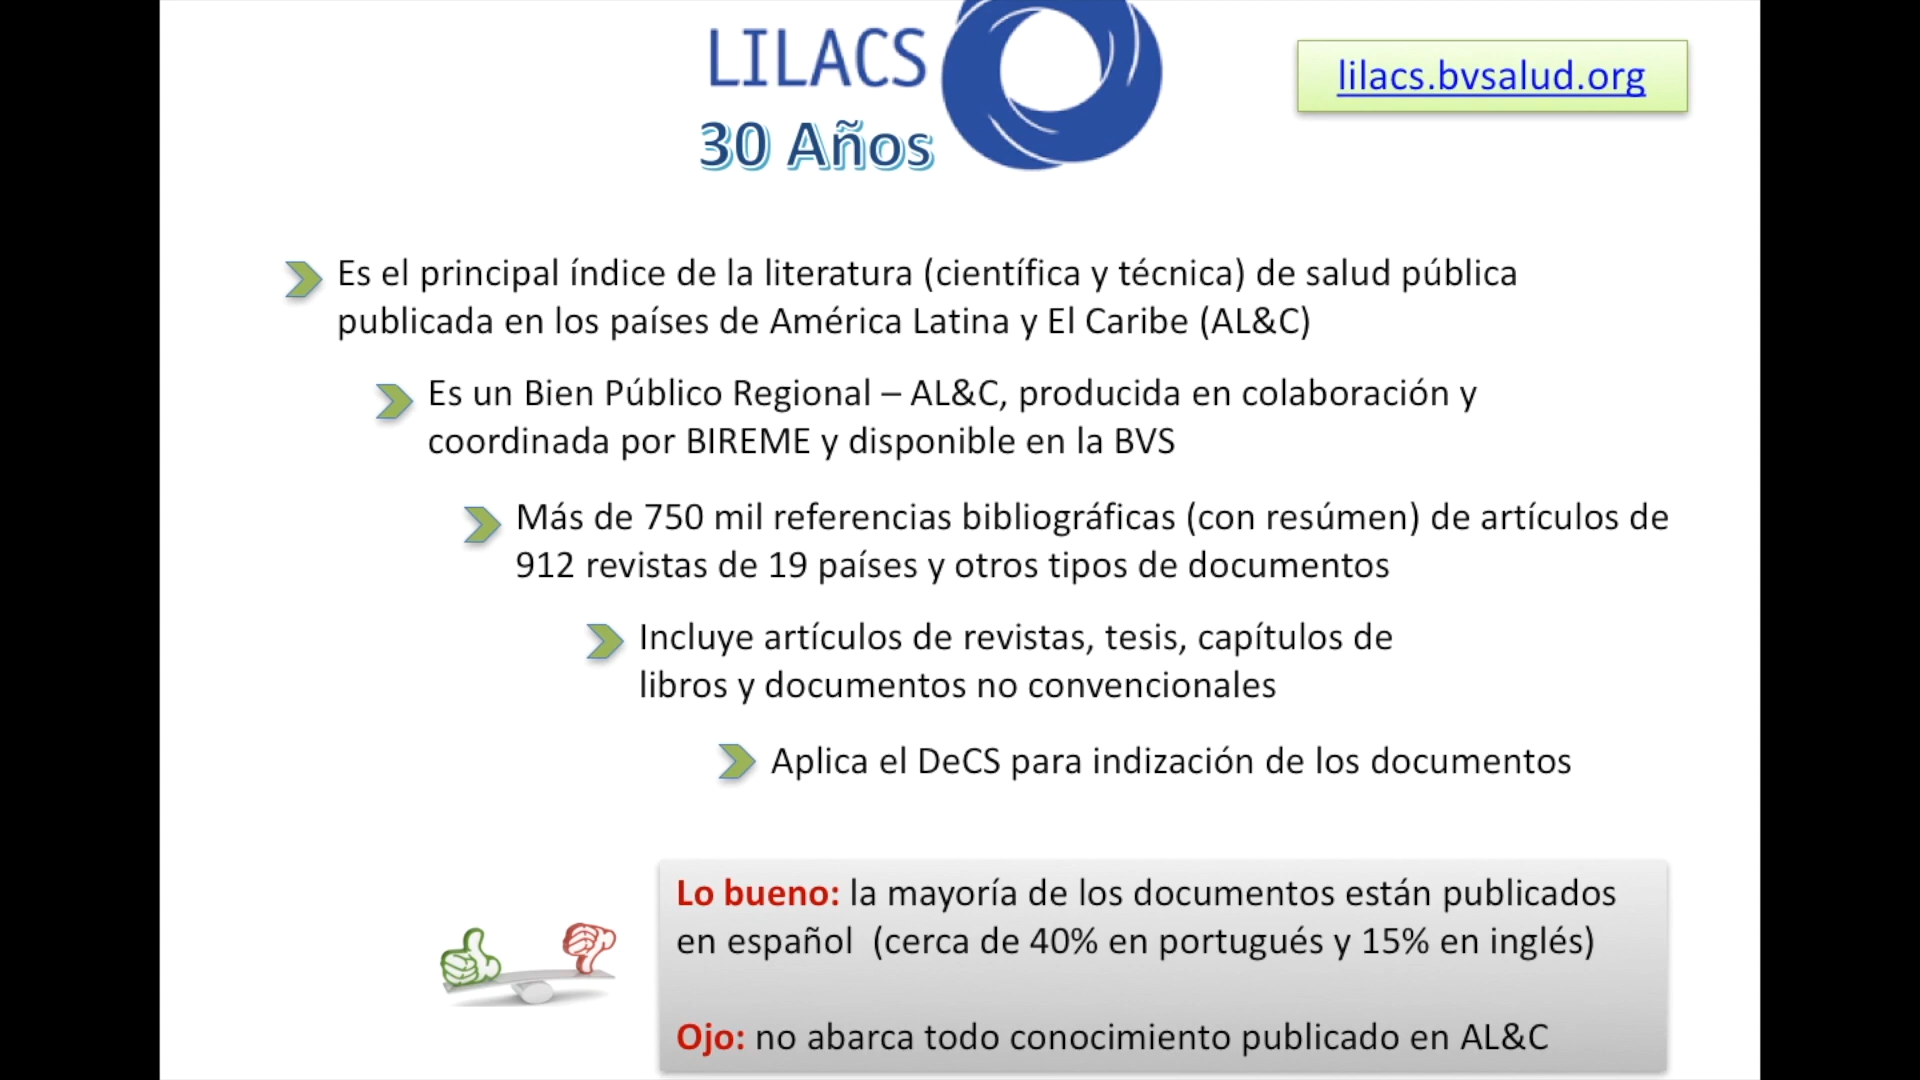 LILACS
30 Años
lilacs.bvsalud.org
Es el principal índice de la literatura (científica y técnica) de salud pública
publicada en los países de América Latina y El Caribe (AL&C)
Es un Bien Público Regional – AL&C, producida en colaboración y
coordinada por BIREME y disponible en la BVS
Más de 750 mil referencias bibliográficas (con resúmen) de artículos de
912 revistas de 19 países y otros tipos de documentos
Incluye artículos de revistas, tesis, capítulos de
libros y documentos no convencionales
Aplica el DeCS para indización de los documentos
Lo bueno: la mayoría de los documentos están publicados
en español (cerca de 40% en portugués y 15% en inglés)
Ojo: no abarca todo conocimiento publicado en AL&C